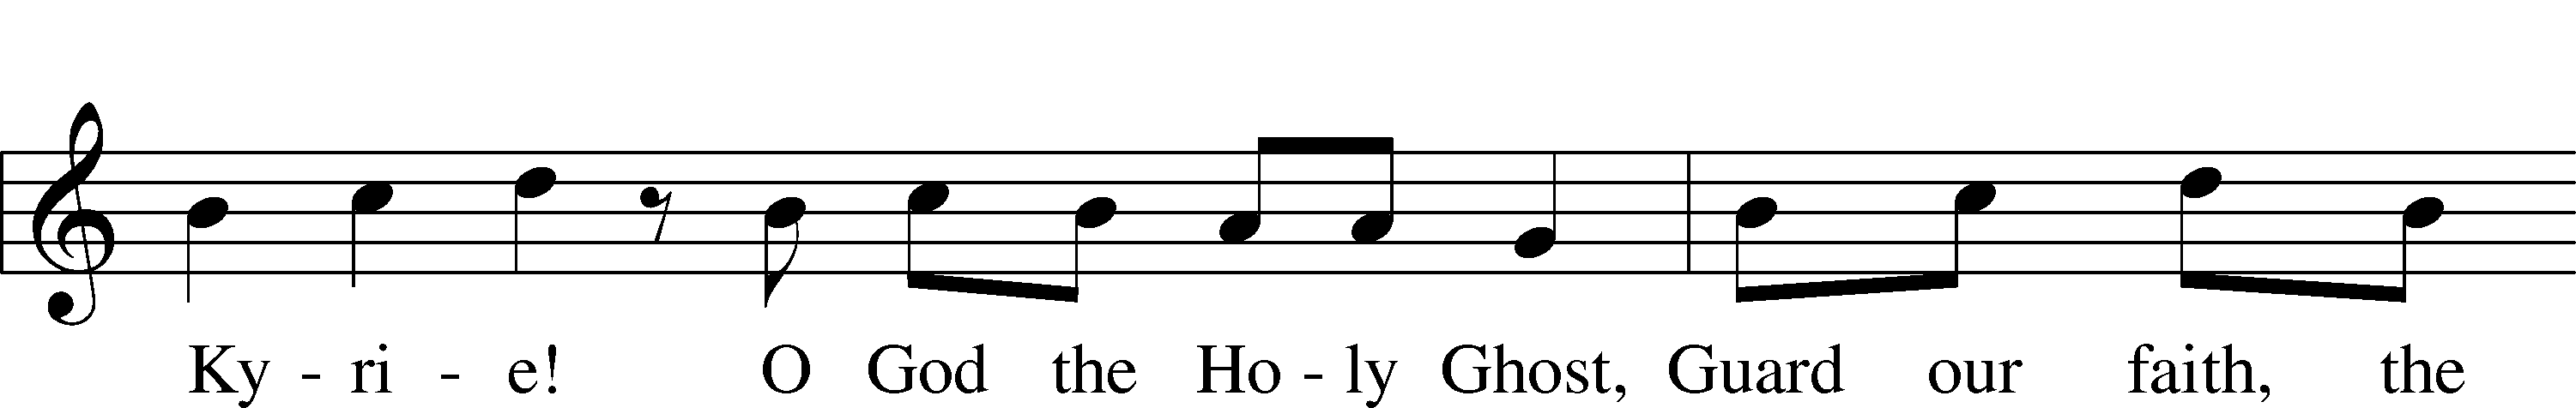 Ky - ri - e! O God the Ho - ly Ghost, Guard our faith, the